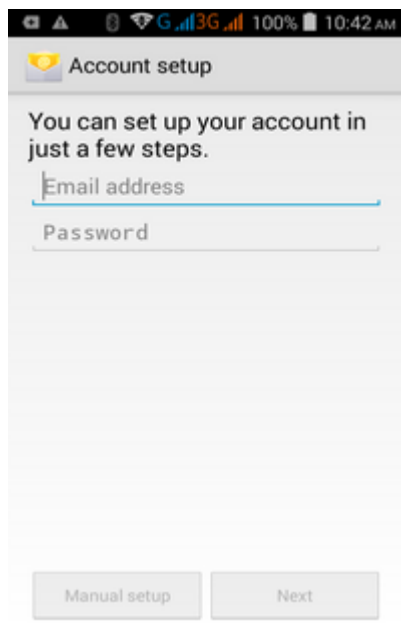 G 3G 100% 10:42 AM
Account setup
You can set up your account in
just a few steps.
Email address
Password
Manual setup Next